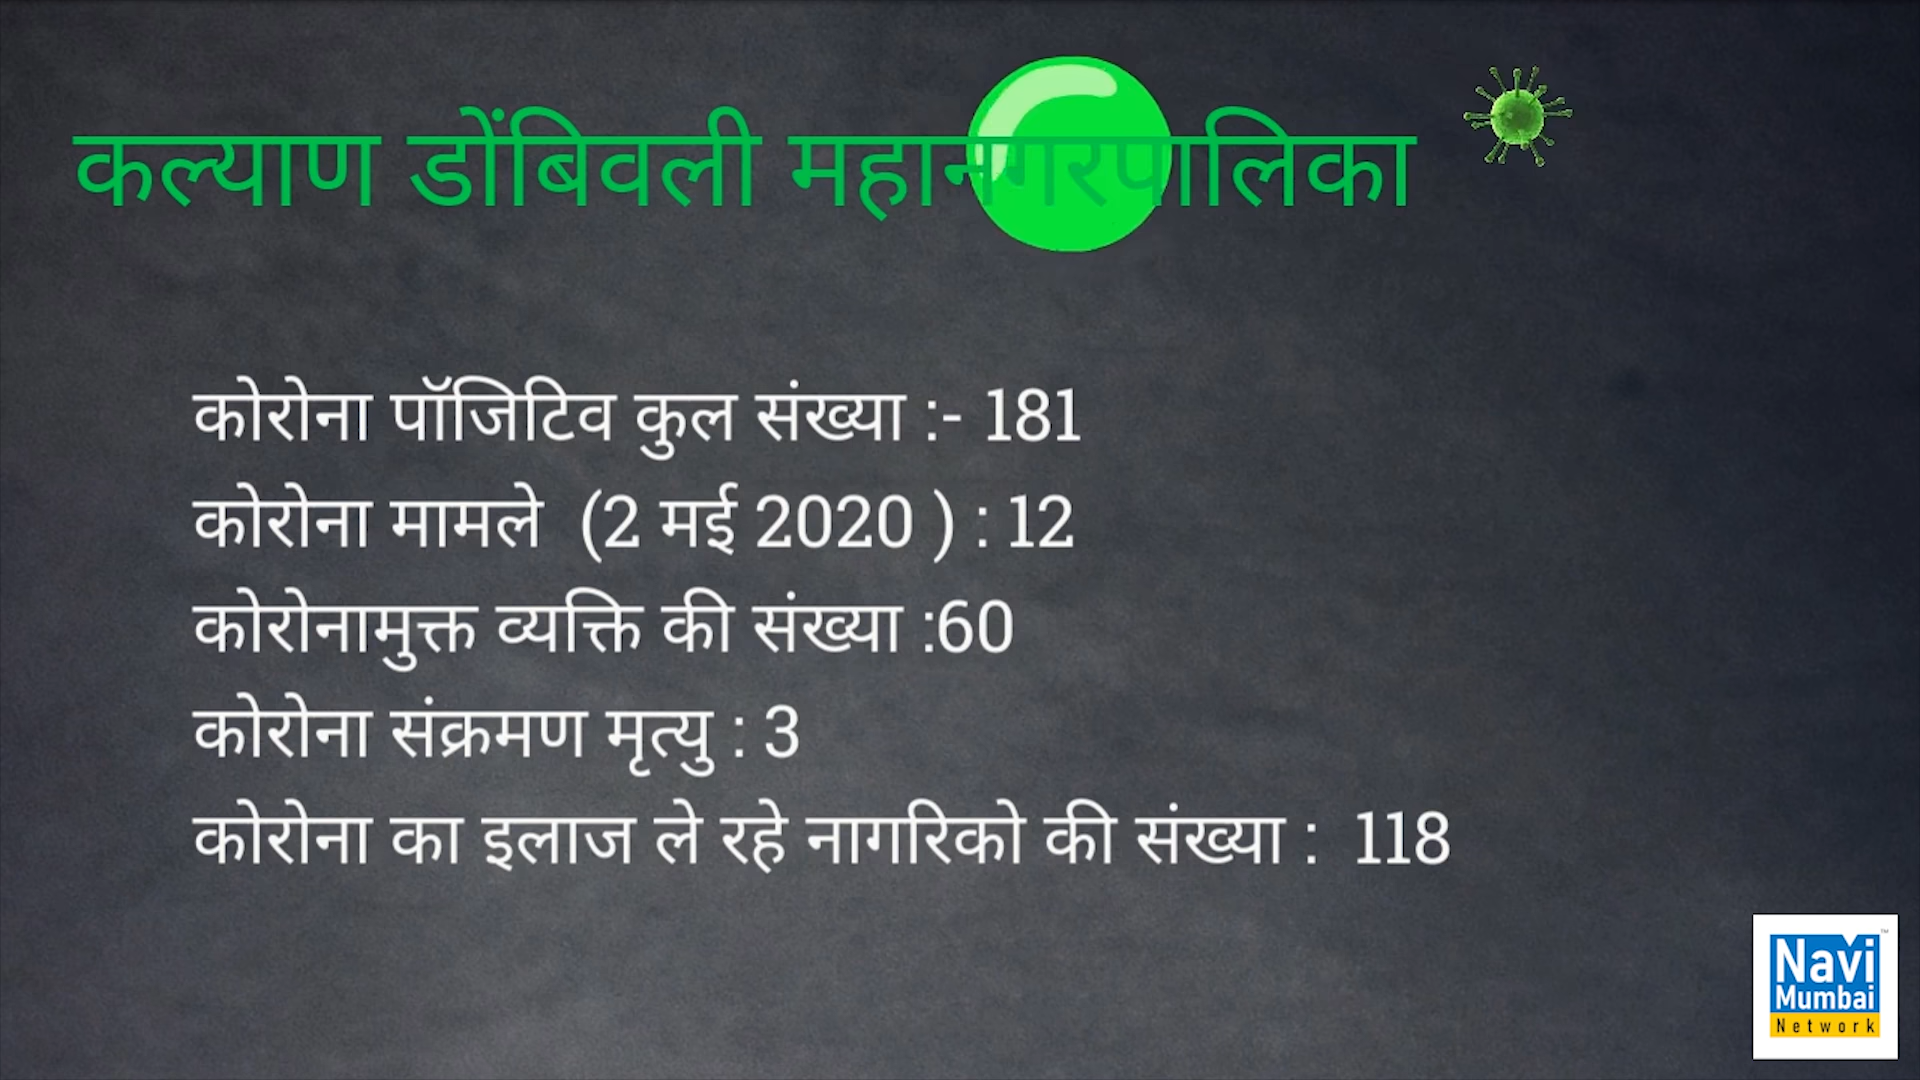 कल्याण डोंबिवली महानगरपालिका
कोरोना पॉजिटिव कुल संख्या :- 181
कोरोना मामले (2 मई 2020 ) : 12
कोरोनामुक्त व्यक्ति की संख्या :60
कोरोना संक्रमण मृत्यु : 3
कोरोना का इलाज ले रहे नागरिको की संख्या : 118
Navi
Mumbai
Network